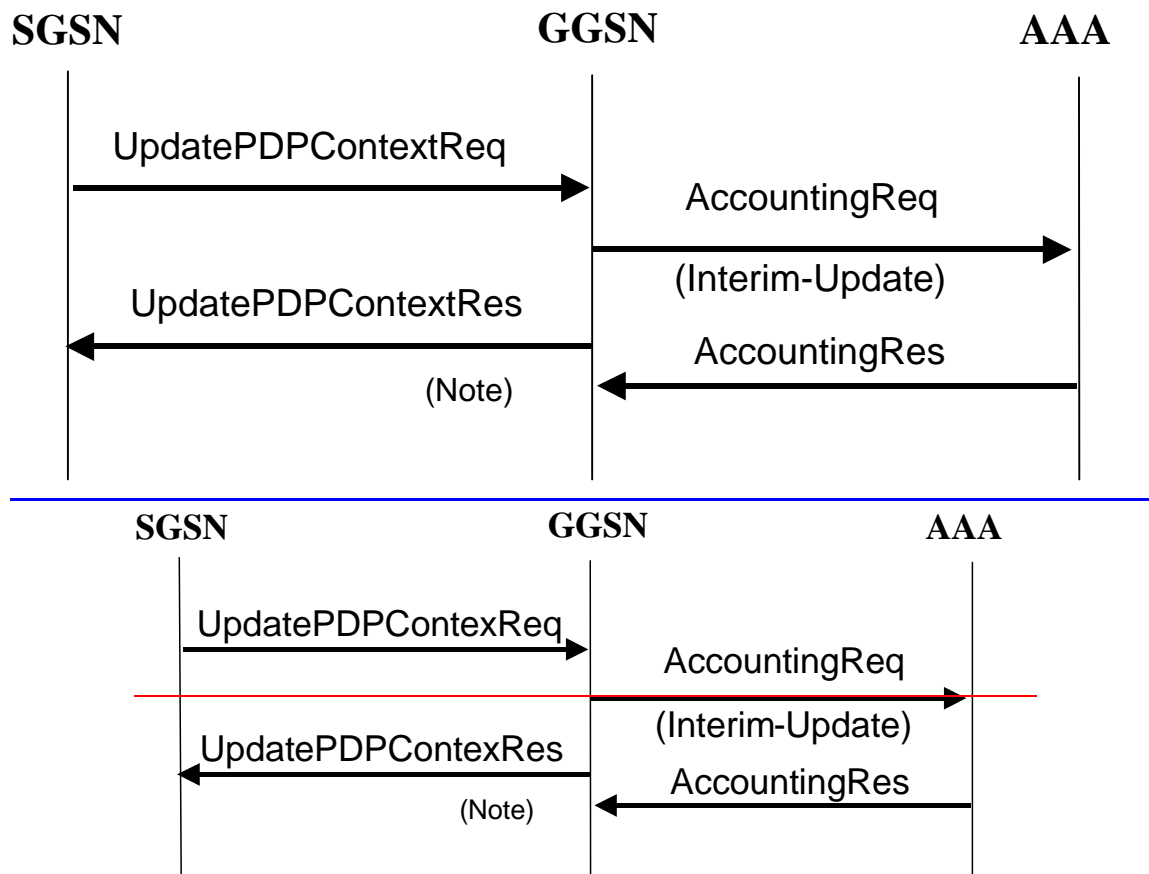 SGSN GGSN AAA
UpdatePDPContextReq
AccountingReq
(Interim-Update)
UpdatePDPContextRes
AccountingRes
(Note)
SGSN GGSN AAA
UpdatePDPContexReq
AccountingReq
(Interim-Update)
UpdatePDPContexRes
AccountingRes
(Note)